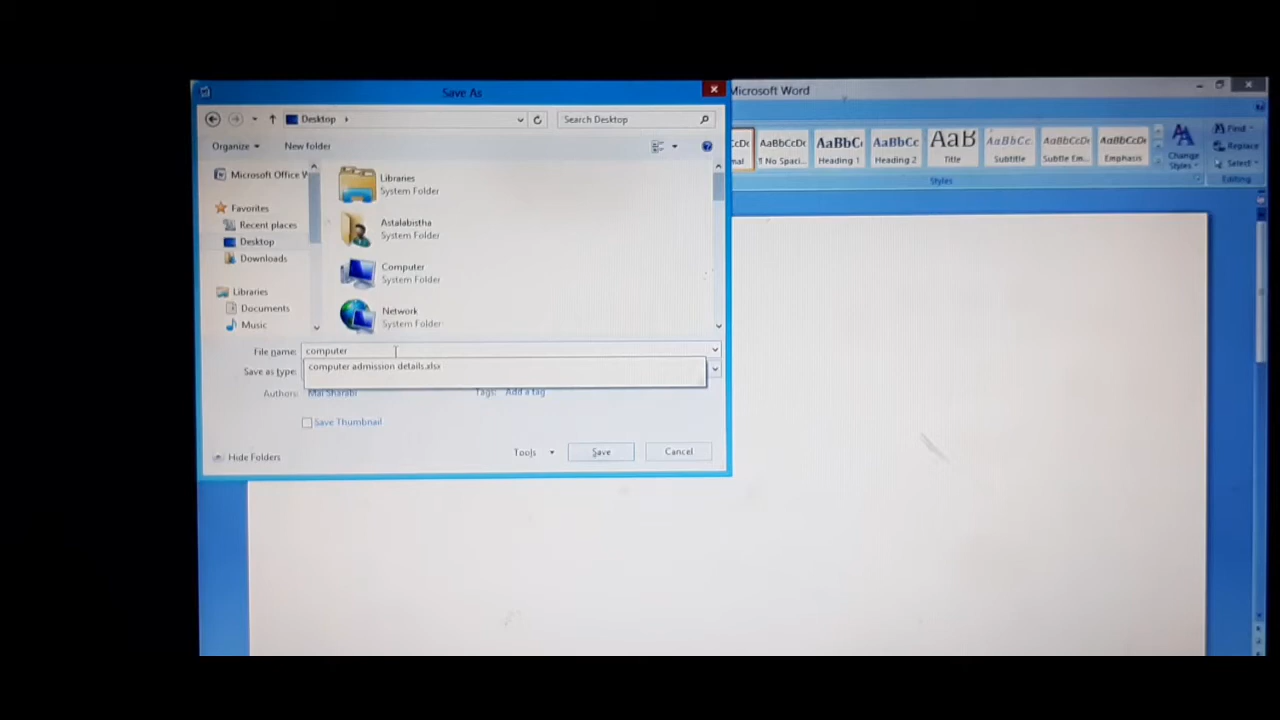 Save As
Microsoft Word
Desktop
Search Desktop
Organize
New folder
Microsoft Office W
Favorites
Recent places
Desktop
Downloads
Libraries
Documents
Music
Libraries
System Folder
Astalabistha
System Folder
Computer
System Folder
Network
System Folder
File name: computer
computer admission details.xlsx
Save as type
Authors: Mai Sharabi
Tags: Add a tag
Save Thumbnail
Hide Folders
Tools
Save
Cancel
AaBbCcDc
¶ No Spaci...
AaBbC
Heading 1
AaBbCc
Heading 2
AaB
Title
AaBbCc.
Subtitle
AaBbCcDc
Subtle Em...
AaBbCcDc
Emphasis
Change
Styles
Styles
Find
Replace
Select
Editing